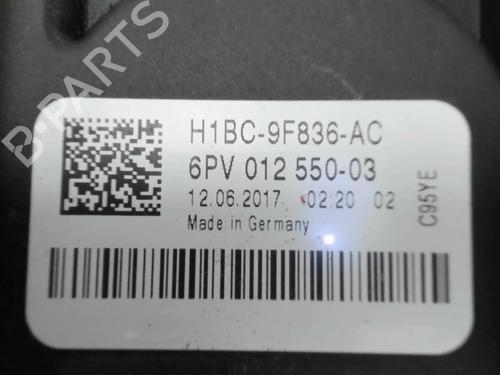 B-PARTS
H1BC-9F836-AC
6PV 012 550-03
12.06.2017 02:20 02
Made in Germany
C95YE